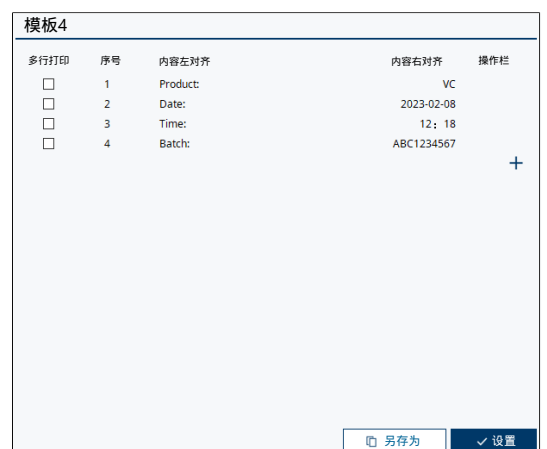 模板4
多行打印 序号 内容左对齐 内容右对齐 操作栏
1 Product: VC
2 Date: 2023-02-08
3 Time: 12：18
4 Batch: ABC1234567
另存为 设置